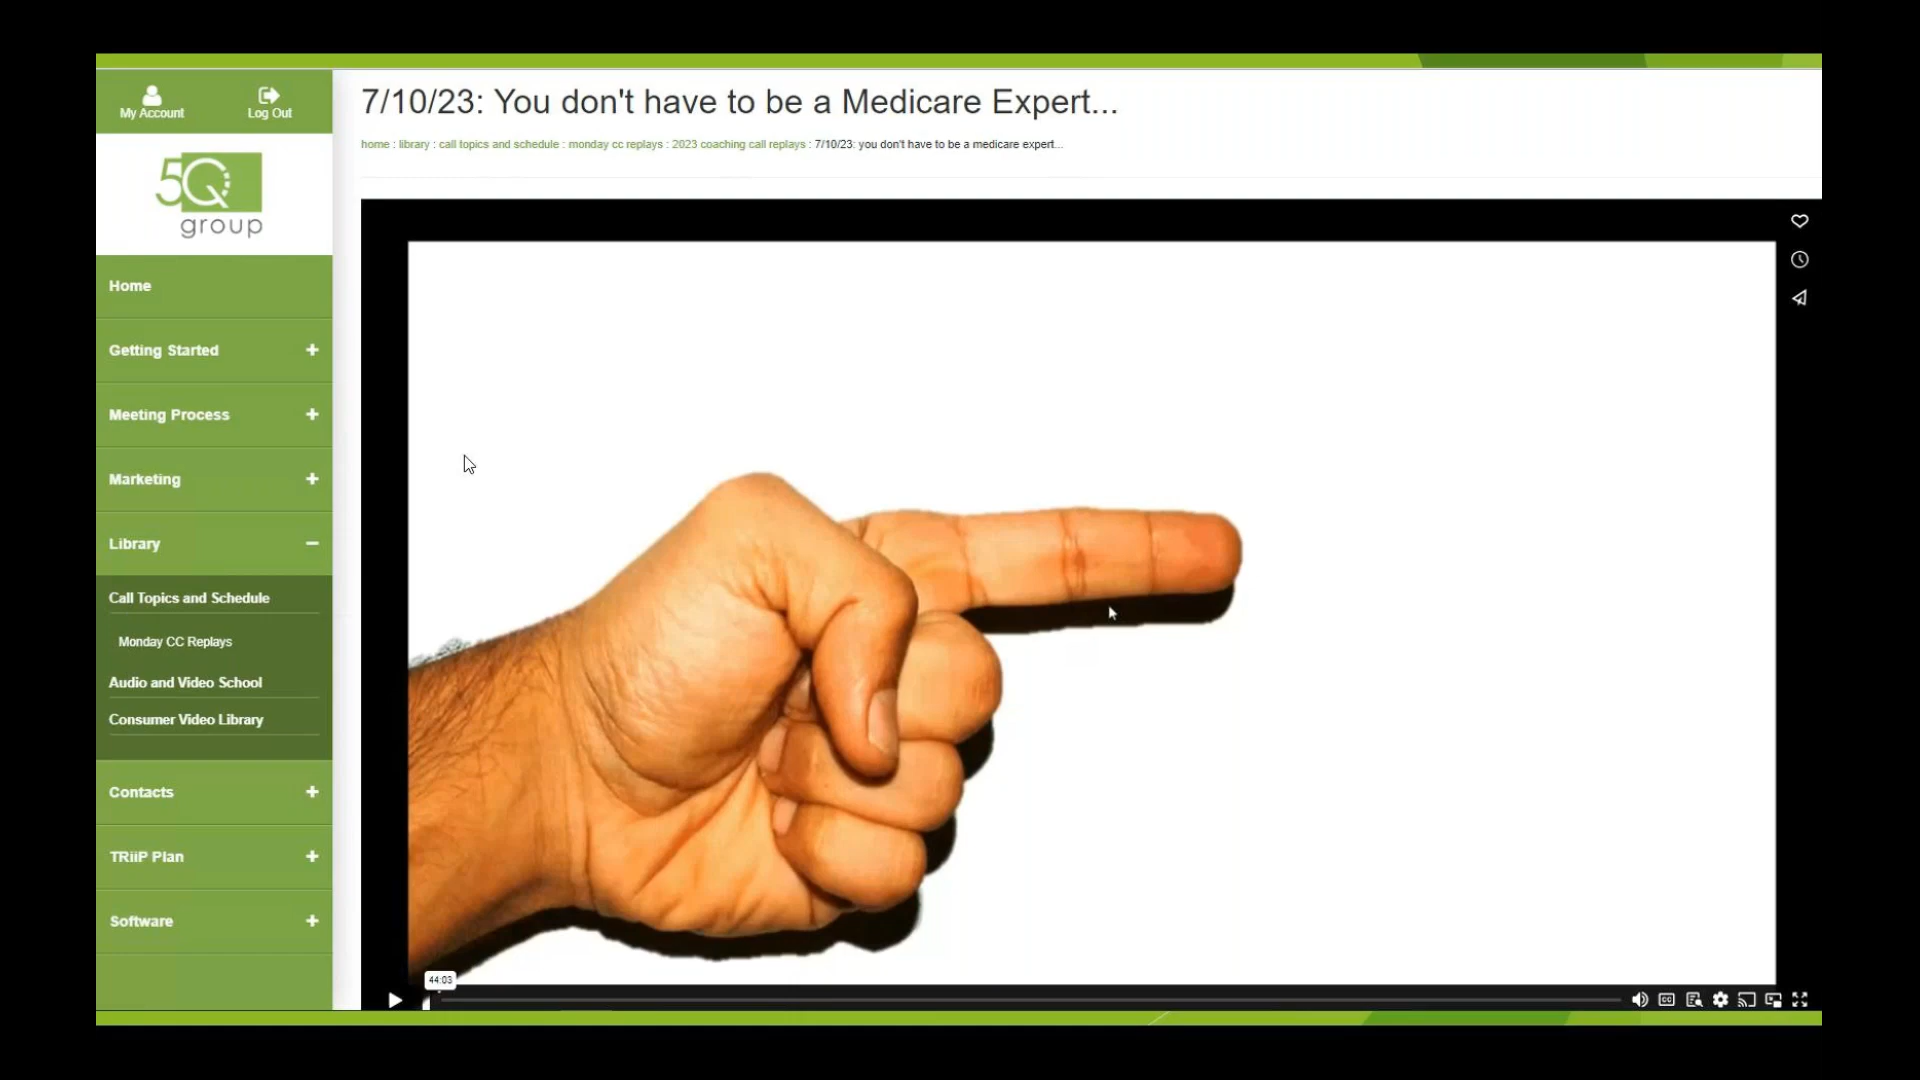 My Account
Log Out
5Q
group
Home
Getting Started
Meeting Process
Marketing
Library
Call Topics and Schedule
Monday CC Replays
Audio and Video School
Consumer Video Library
Contacts
TRiiP Plan
Software
7/10/23: You don't have to be a Medicare Expert...
home : library : call topics and schedule : monday cc replays : 2023 coaching call replays : 7/10/23: you don't have to be a medicare expert...
44:03
CC